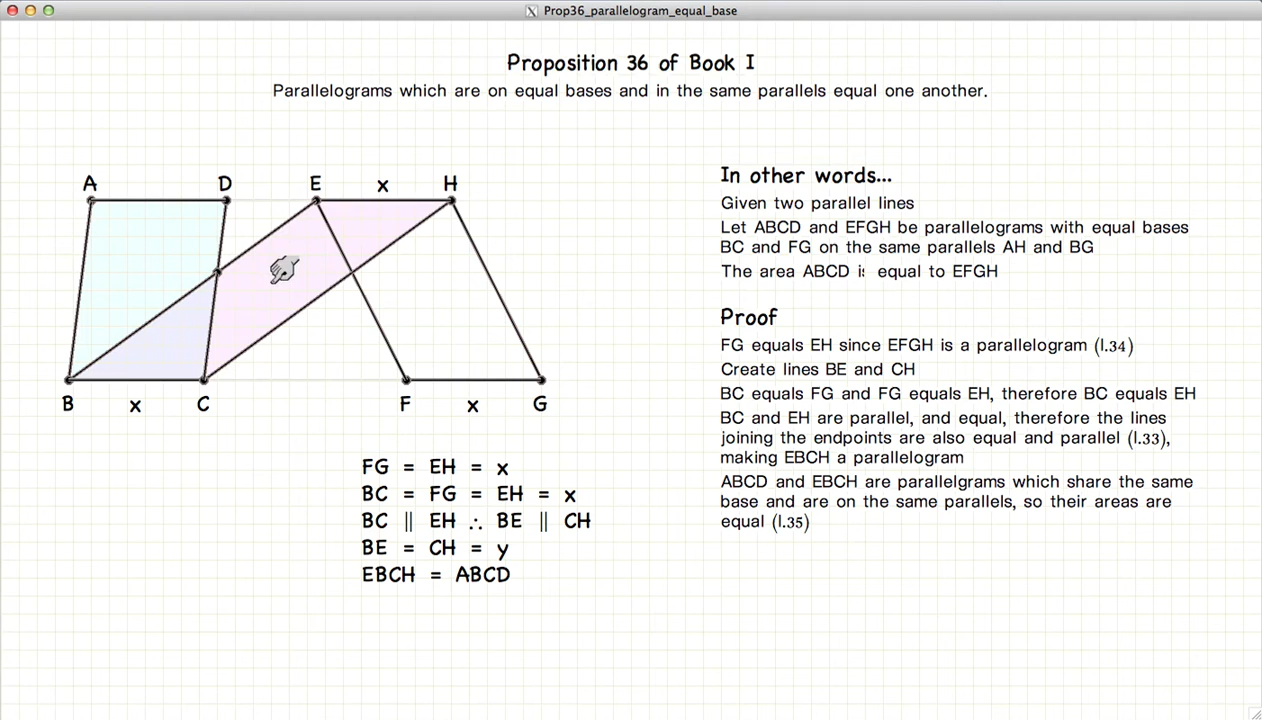 Prop36_parallelogram_equal_base
Proposition 36 of Book I
Parallelograms which are on equal bases and in the same parallels equal one another.
A D E x H
B x C F x G
FG = EH = x
BC = FG = EH = x
BC || EH ∴ BE || CH
BE = CH = y
EBCH = ABCD
In other words...
Given two parallel lines
Let ABCD and EFGH be parallelograms with equal bases
BC and FG on the same parallels AH and BG
The area ABCD is equal to EFGH
Proof
FG equals EH since EFGH is a parallelogram (I.34)
Create lines BE and CH
BC equals FG and FG equals EH, therefore BC equals EH
BC and EH are parallel, and equal, therefore the lines
joining the endpoints are also equal and parallel (I.33),
making EBCH a parallelogram
ABCD and EBCH are parallelgrams which share the same
base and are on the same parallels, so their areas are
equal (I.35)